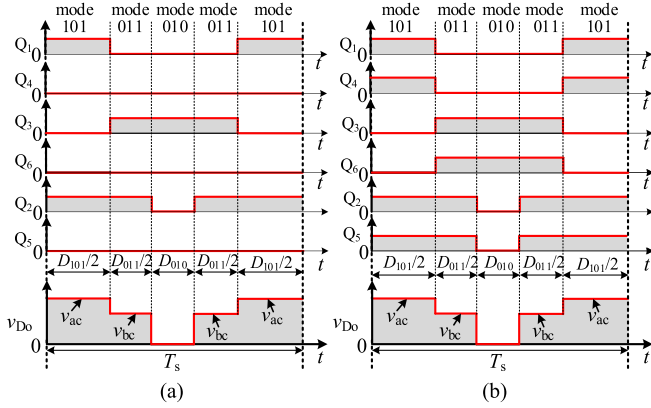 mode mode mode mode mode
101 011 010 011 101
Q1
0
t
Q4
0
t
Q3
0
t
Q6
0
t
Q2
0
t
Q5
0
t
D101/2 D011/2 D010 D011/2 D101/2
vDo
vac
vbc
vbc
vac
0
t
Ts
(a)
mode mode mode mode mode
101 011 010 011 101
Q1
0
t
Q4
0
t
Q3
0
t
Q6
0
t
Q2
0
t
Q5
0
t
D101/2 D011/2 D010 D011/2 D101/2
vDo
vac
vbc
vbc
vac
0
t
Ts
(b)